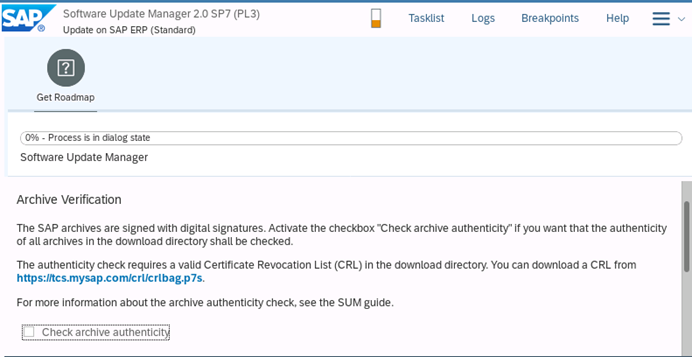 SAP
Software Update Manager 2.0 SP7 (PL3)
Update on SAP ERP (Standard)
Tasklist
Logs
Breakpoints
Help
Get Roadmap
0% - Process is in dialog state
Software Update Manager
Archive Verification
The SAP archives are signed with digital signatures. Activate the checkbox "Check archive authenticity" if you want that the authenticity
of all archives in the download directory shall be checked.
The authenticity check requires a valid Certificate Revocation List (CRL) in the download directory. You can download a CRL from
https://tcs.mysap.com/crl/crlbag.p7s.
For more information about the archive authenticity check, see the SUM guide.
Check archive authenticity